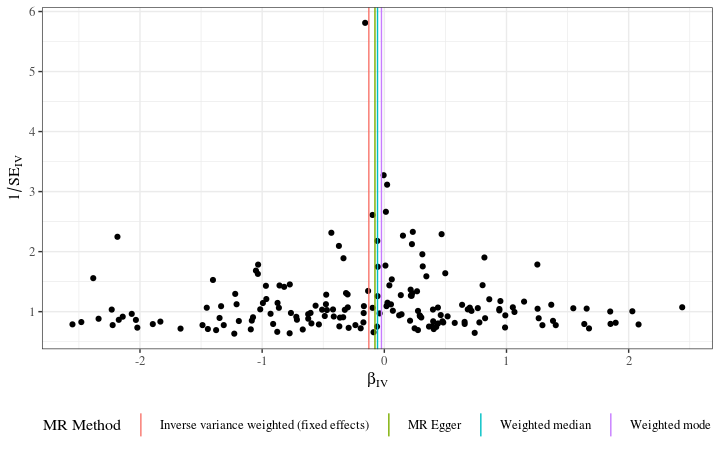 6
5
4
3
2
1
1/SE_IV
-2 -1 0 1 2
β_IV
MR Method Inverse variance weighted (fixed effects) MR Egger Weighted median Weighted mode